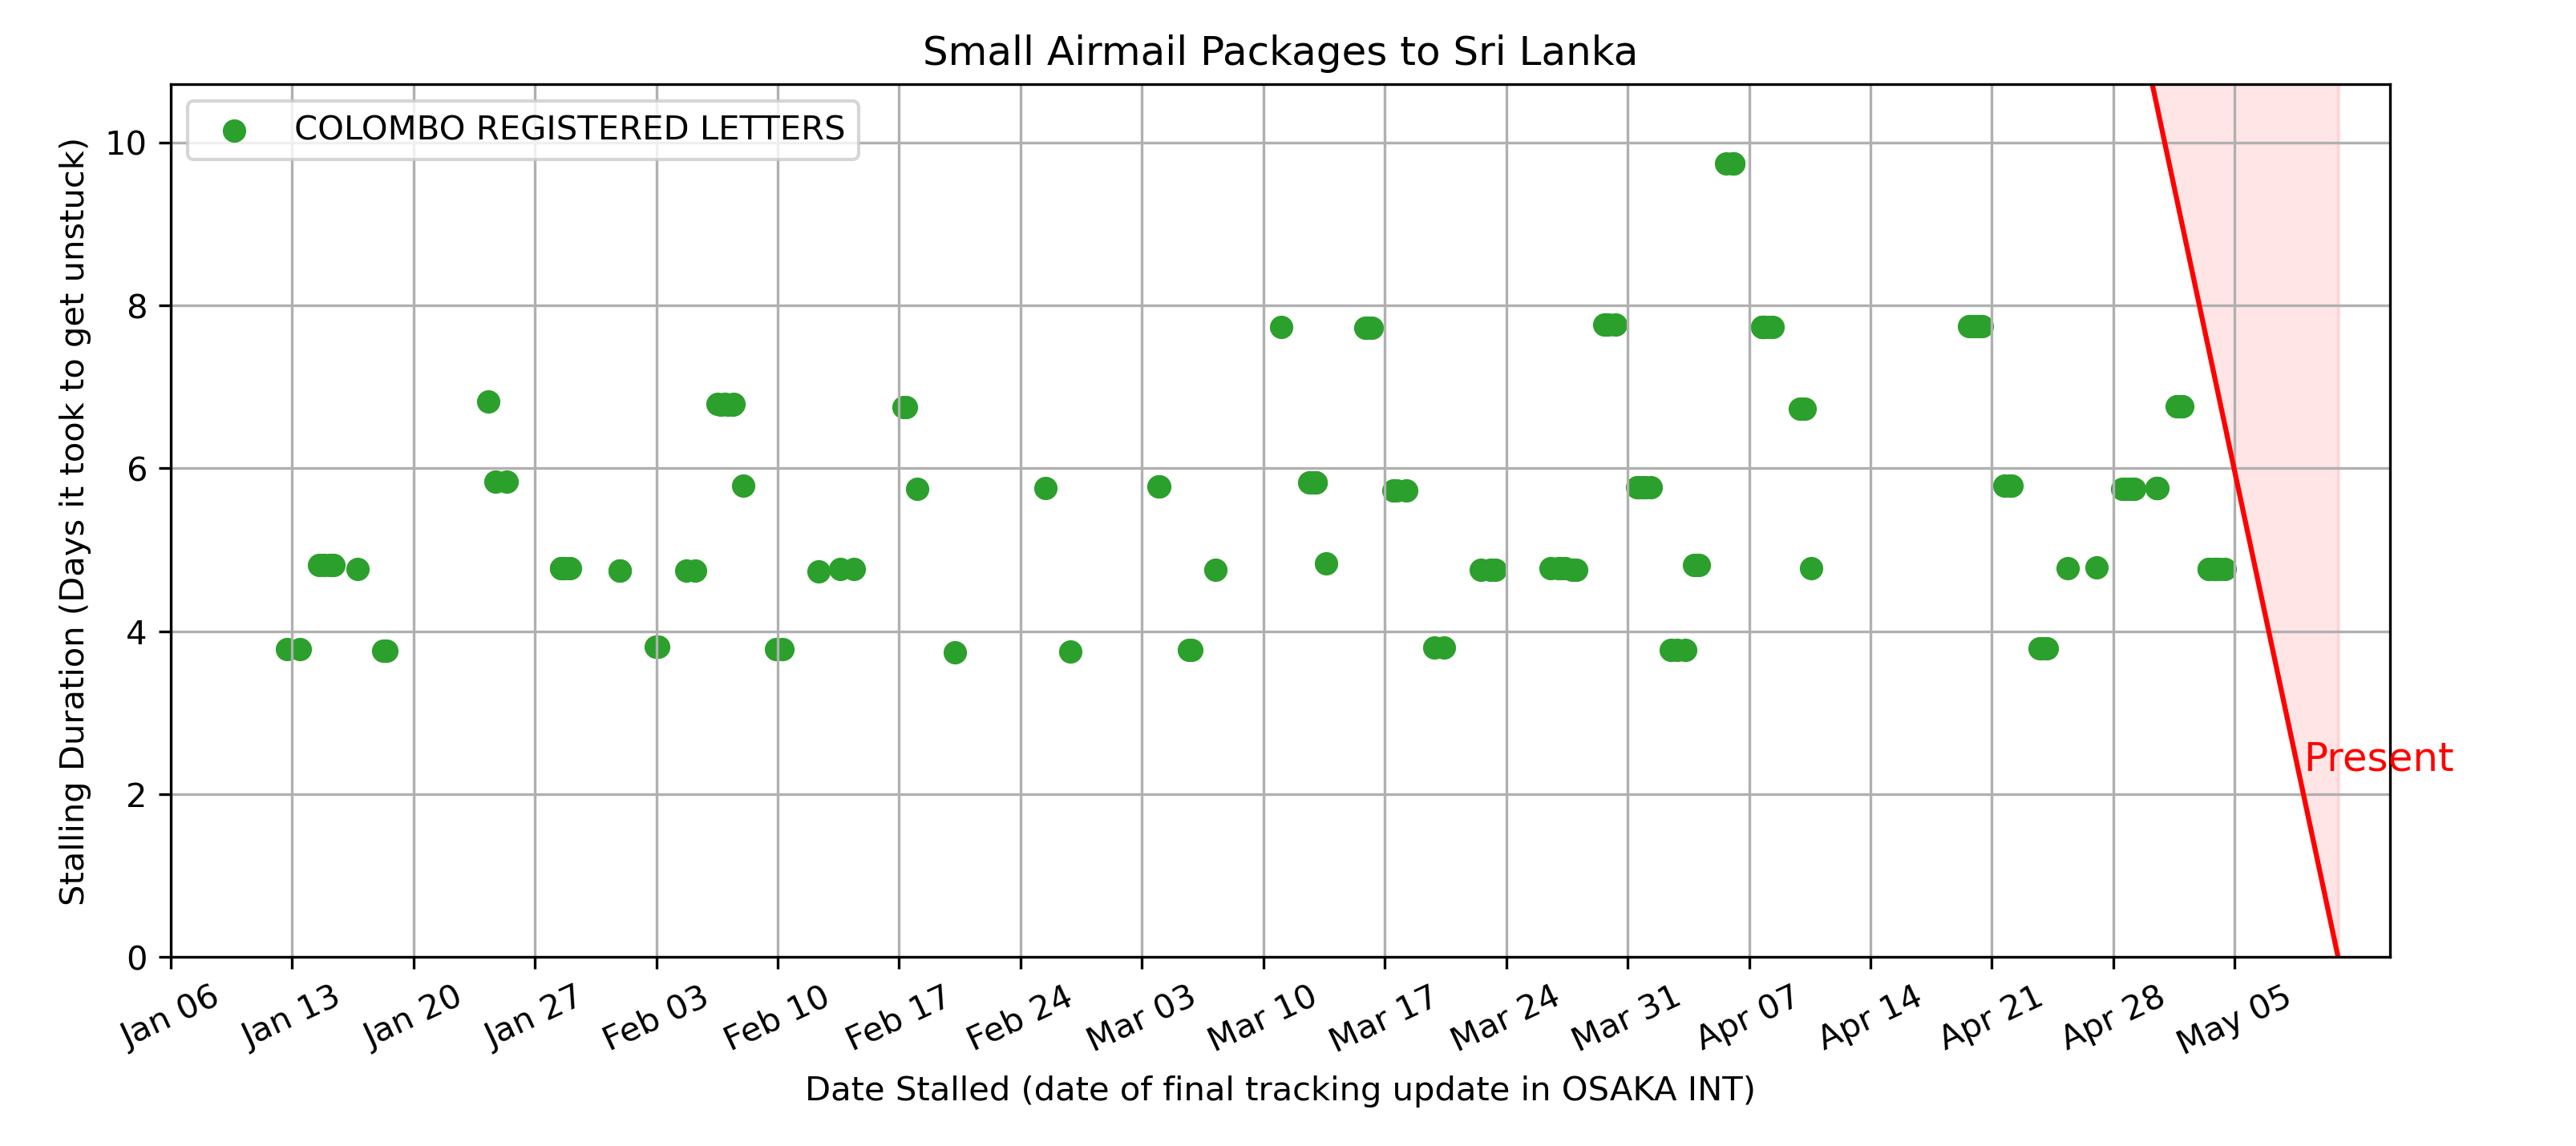 Small Airmail Packages to Sri Lanka
COLOMBO REGISTERED LETTERS
Stalling Duration (Days it took to get unstuck)
10
8
6
4
2
0
Present
Jan 06
Jan 13
Jan 20
Jan 27
Feb 03
Feb 10
Feb 17
Feb 24
Mar 03
Mar 10
Mar 17
Mar 24
Mar 31
Apr 07
Apr 14
Apr 21
Apr 28
May 05
Date Stalled (date of final tracking update in OSAKA INT)